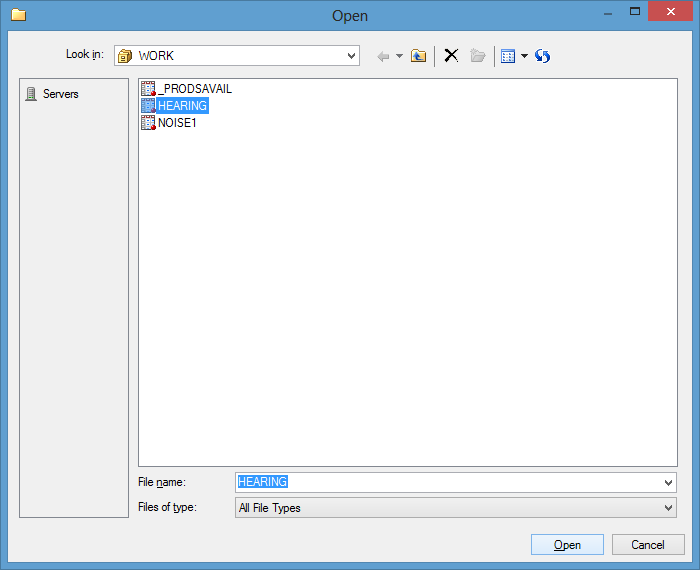 Open
Look in: WORK
Servers
_PRODSAVAIL
HEARING
NOISE1
File name: HEARING
Files of type: All File Types
Open Cancel